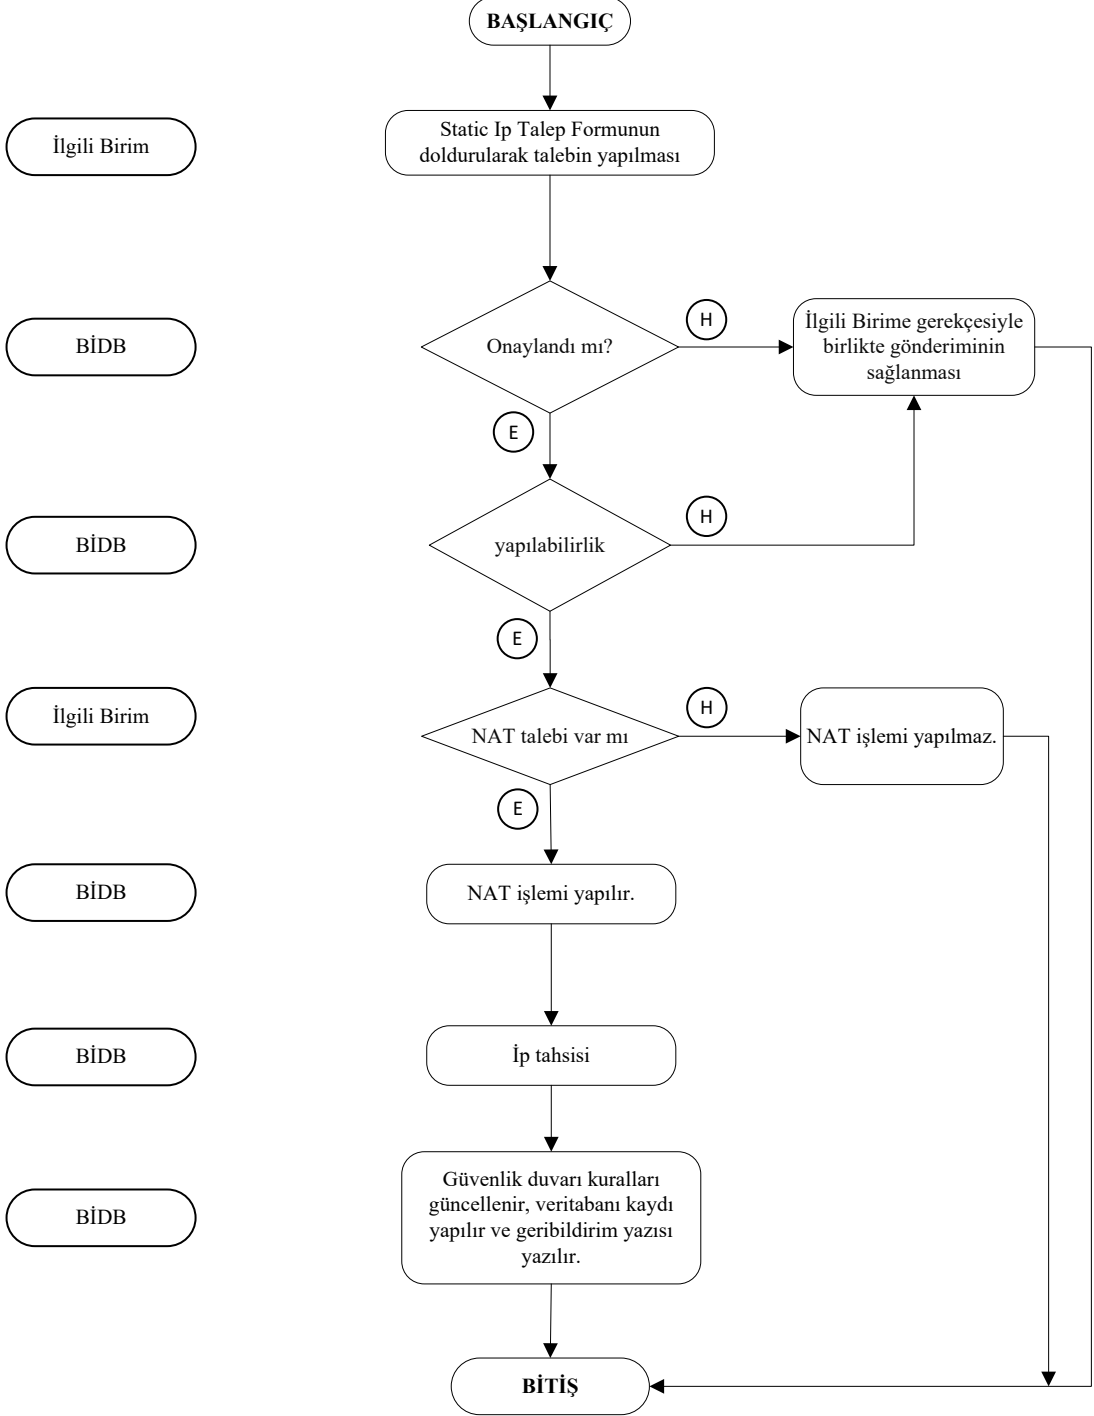 BAŞLANGIÇ
İlgili Birim
Static Ip Talep Formunun
doldurularak talebin yapılması
BİDB
Onaylandı mı?
H
İlgili Birime gerekçesiyle
birlikte gönderiminin
sağlanması
E
BİDB
yapılabilirlik
H
E
İlgili Birim
NAT talebi var mı
H
NAT işlemi yapılmaz.
E
BİDB
NAT işlemi yapılır.
BİDB
İp tahsisi
BİDB
Güvenlik duvarı kuralları
güncellenir, veritabanı kaydı
yapılır ve geribildirim yazısı
yazılır.
BİTİŞ